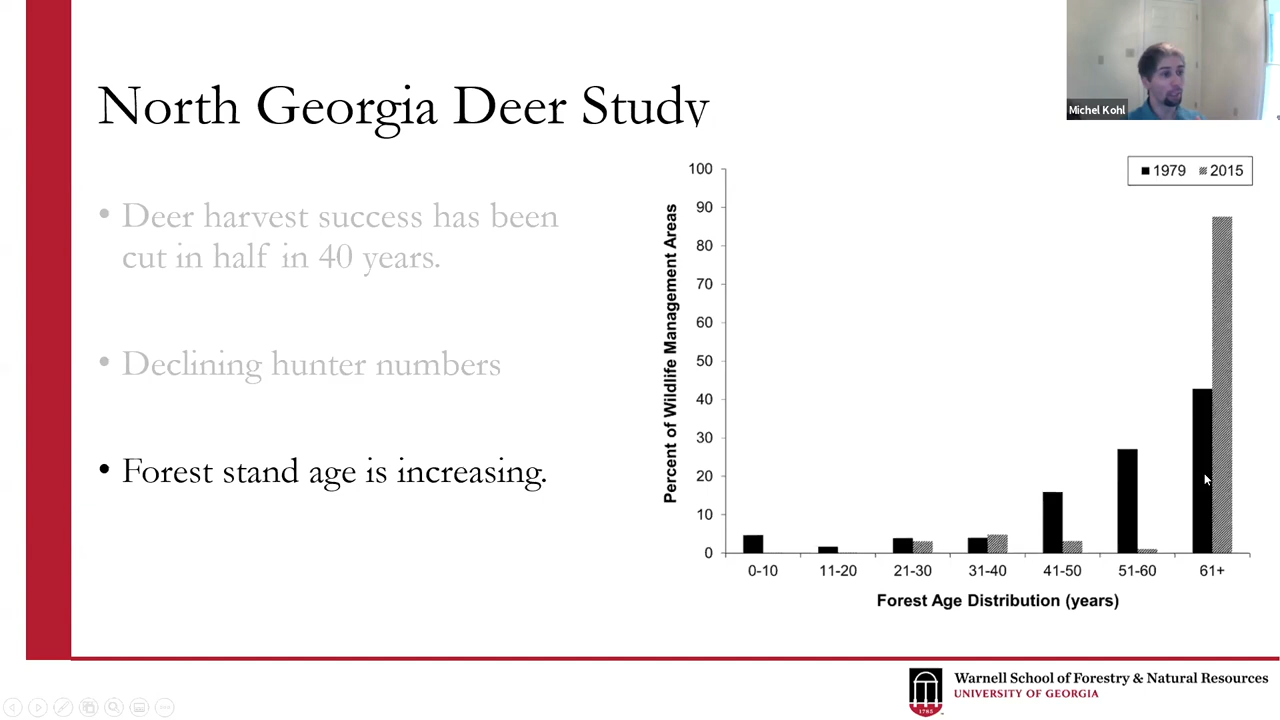 North Georgia Deer Study
Michel Kohl
• Deer harvest success has been
cut in half in 40 years.
• Declining hunter numbers
• Forest stand age is increasing.
1979 2015
Percent of Wildlife Management Areas
100
90
80
70
60
50
40
30
20
10
0
0-10 11-20 21-30 31-40 41-50 51-60 61+
Forest Age Distribution (years)
1785
Warnell School of Forestry & Natural Resources
UNIVERSITY OF GEORGIA